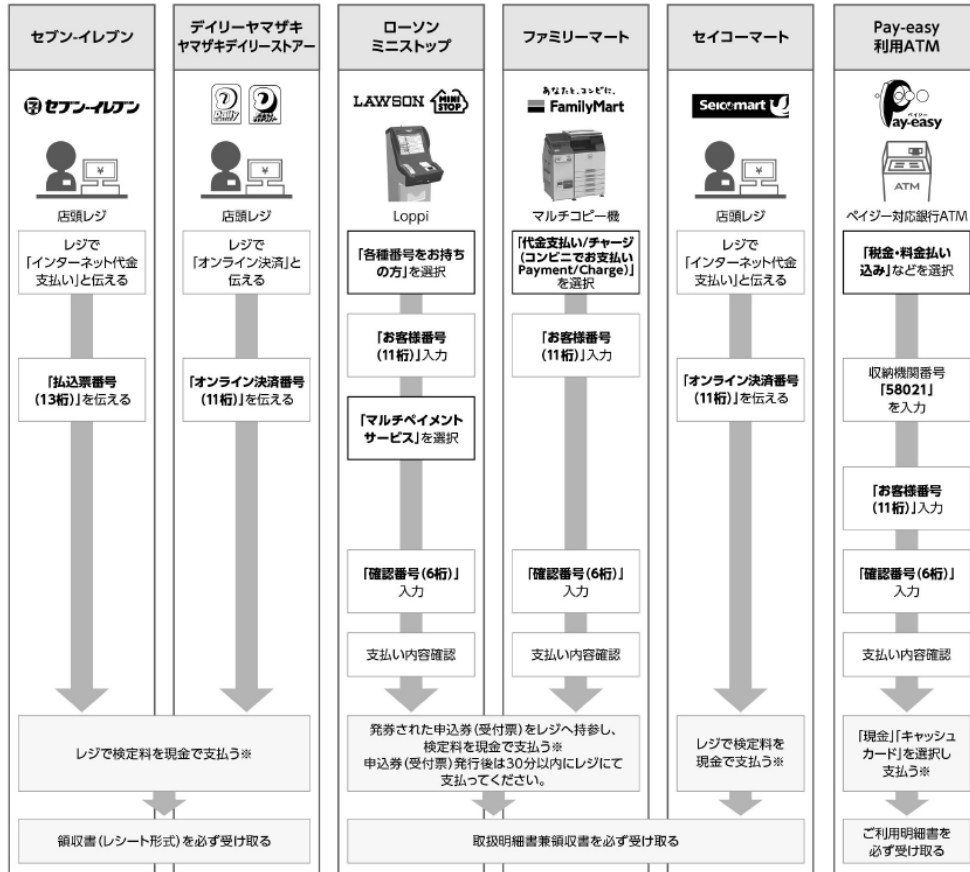 セブン-イレブン
セブン-イレブン
店頭レジ
レジで
「インターネット代金
支払い」と伝える
「払込票番号
(13桁)」を伝える
デイリーヤマザキ
ヤマザキデイリーストアー
Daily
店頭レジ
レジで
「オンライン決済」と
伝える
「オンライン決済番号
(11桁)」を伝える
レジで検定料を現金で支払う※
領収書(レシート形式)を必ず受け取る
ローソン
ミニストップ
LAWSON
MINI
STOP
Loppi
「各種番号をお持ち
の方」を選択
「お客様番号
(11桁)」入力
「マルチペイメント
サービス」を選択
「確認番号(6桁)」
入力
支払い内容確認
ファミリーマート
あなたと、コンビに、
FamilyMart
マルチコピー機
「代金支払い/チャージ
(コンビニでお支払い
Payment/Charge)」
を選択
「お客様番号
(11桁)」入力
「確認番号(6桁)」
入力
支払い内容確認
発券された申込券(受付票)をレジへ持参し、
検定料を現金で支払う※
申込券(受付票)発行後は30分以内にレジにて
支払ってください。
セイコーマート
Seicomart
店頭レジ
レジで
「インターネット代金
支払い」と伝える
「オンライン決済番号
(11桁)」を伝える
レジで検定料を
現金で支払う※
取扱明細書兼領収書を必ず受け取る
Pay-easy
利用ATM
ペイジー
Pay-easy
ATM
ペイジー対応銀行ATM
「税金・料金払い
込み」などを選択
収納機関番号
「58021」
を入力
「お客様番号
(11桁)」入力
「確認番号(6桁)」
入力
支払い内容確認
「現金」「キャッシュ
カード」を選択し
支払う※
ご利用明細書を
必ず受け取る